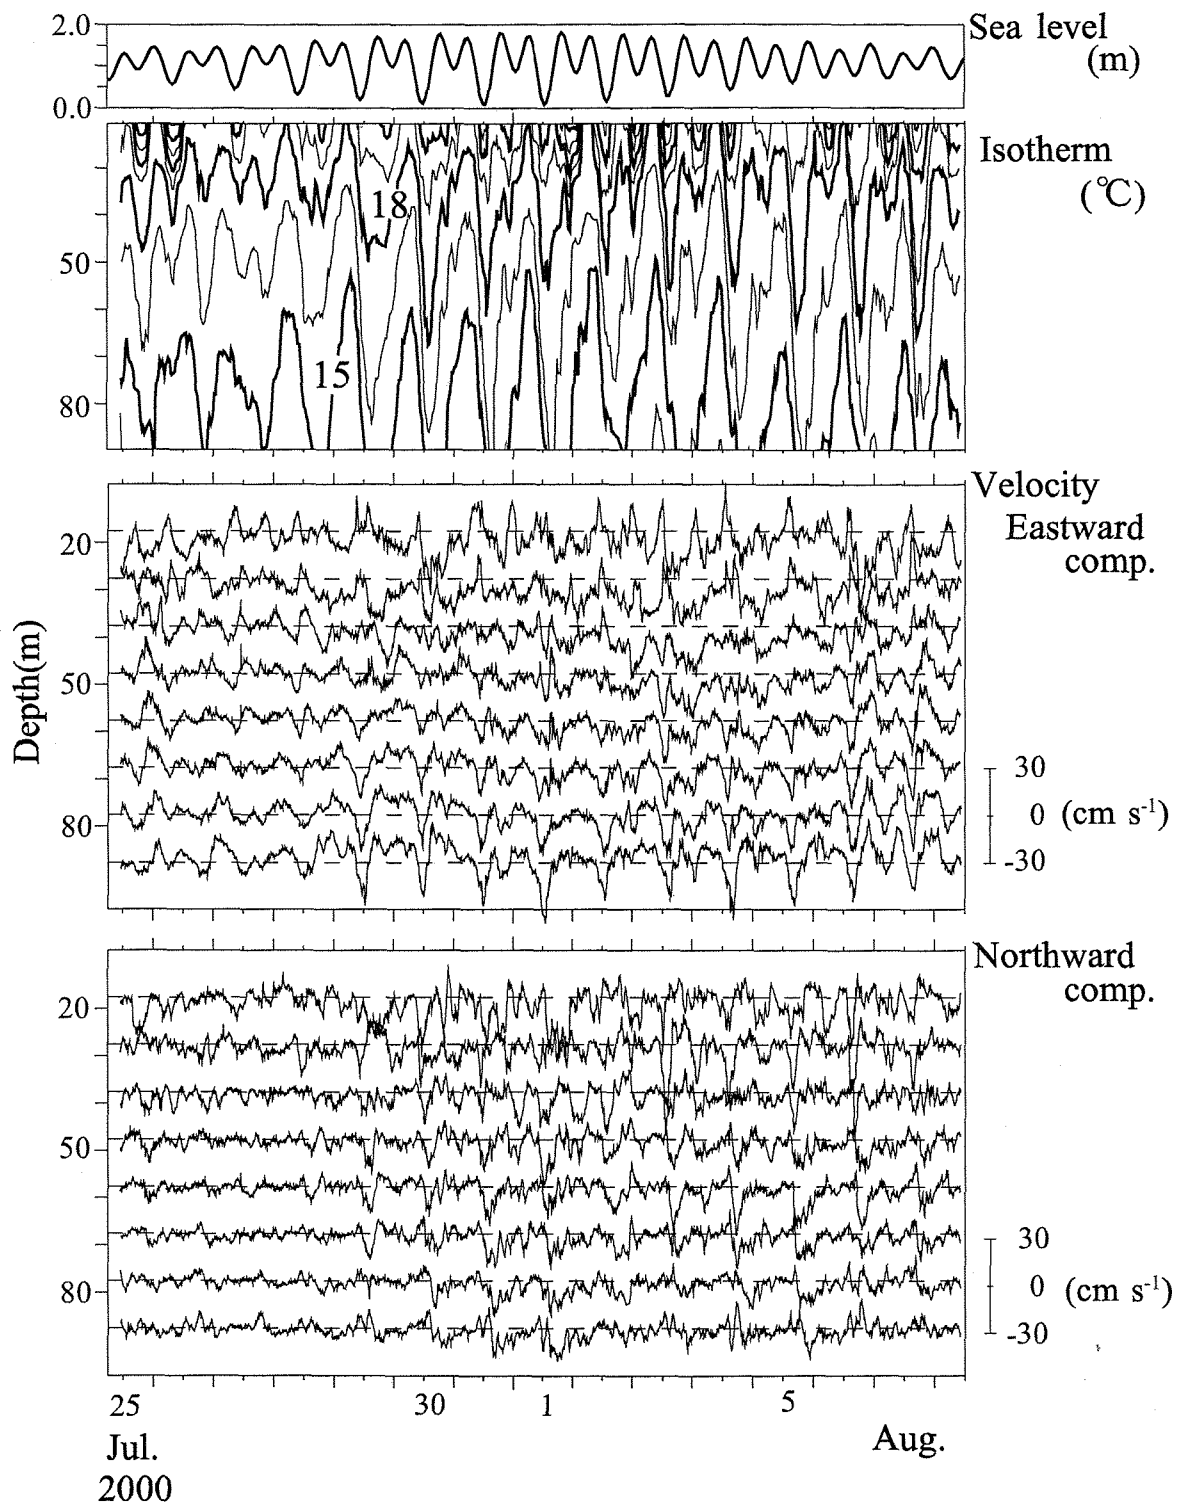 2.0
0.0
Sea level
(m)
Isotherm
(℃)
18
15
50
80
Velocity
Eastward
comp.
20
50
80
Depth(m)
30
0 (cm s⁻¹)
-30
Northward
comp.
20
50
80
30
0 (cm s⁻¹)
-30
25 30 1 5
Jul. Aug.
2000